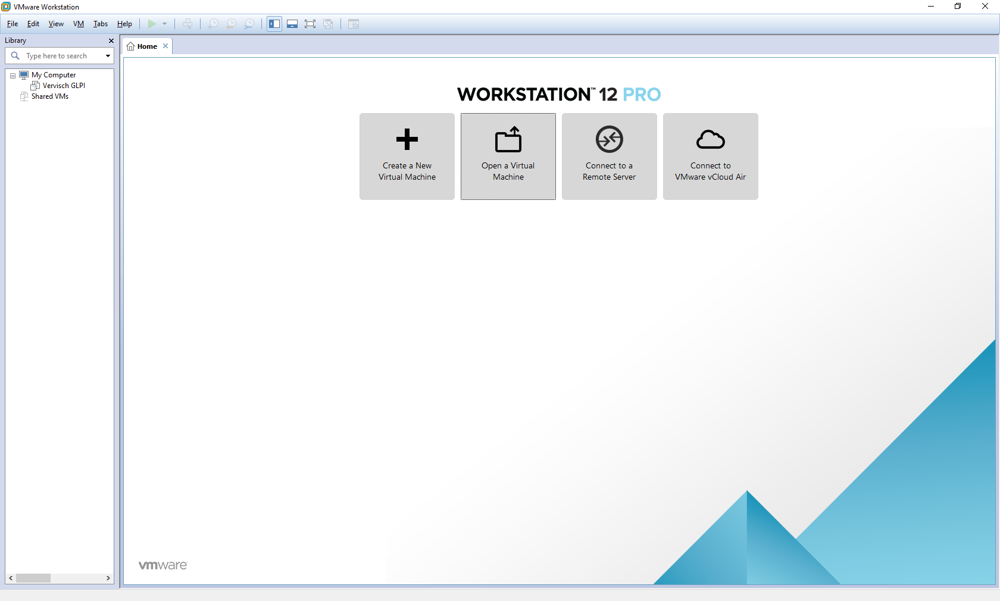 VMware Workstation
File Edit View VM Tabs Help
Library
Home
Type here to search
My Computer
Vervisch GLPI
Shared VMs
WORKSTATION™ 12 PRO
Create a New
Virtual Machine
Open a Virtual
Machine
Connect to a
Remote Server
Connect to
VMware vCloud Air
vmware